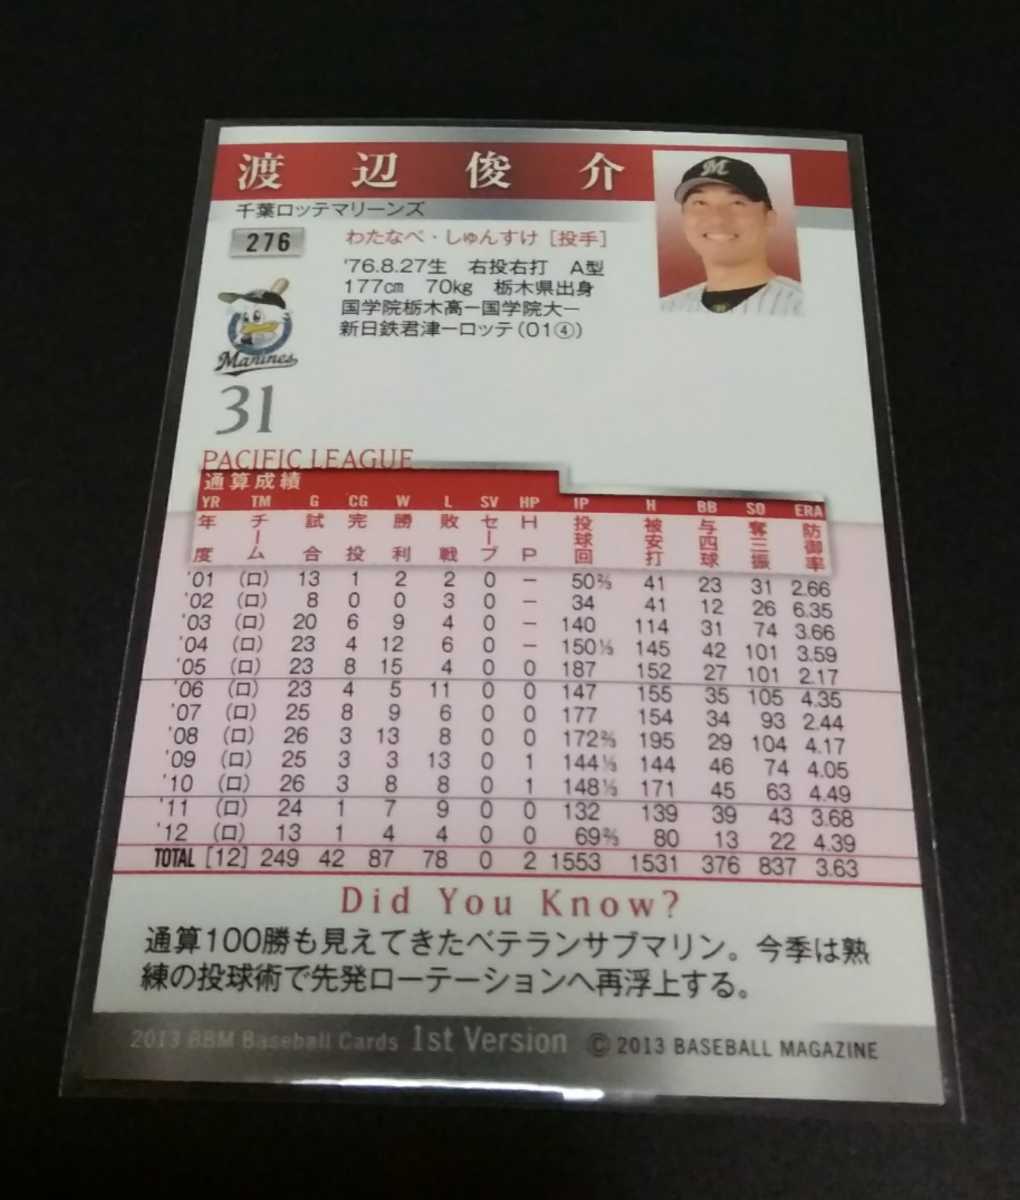 渡辺俊介
M
千葉ロッテマリーンズ
276
わたなべ・しゅんすけ [投手]
'76.8.27生 右投右打 A型
177㎝ 70㎏ 栃木県出身
国学院栃木高ー国学院大ー
新日鉄君津ーロッテ(01④)
Marines
31
PACIFIC LEAGUE
通算成績
YR TM G CG W L SV HP IP H BB SO ERA
年度 チーム 試合 完投 勝利 敗戦 セーブ HP 投球回 被安打 与四球 奪三振 防御率
'01 (ロ) 13 1 2 2 0 － 50⅔ 41 23 31 2.66
'02 (ロ) 8 0 0 3 0 － 34 41 12 26 6.35
'03 (ロ) 20 6 9 4 0 － 140 114 31 74 3.66
'04 (ロ) 23 4 12 6 0 － 150⅓ 145 42 101 3.59
'05 (ロ) 23 8 15 4 0 0 187 152 27 101 2.17
'06 (ロ) 23 4 5 11 0 0 147 155 35 105 4.35
'07 (ロ) 25 8 9 6 0 0 177 154 34 93 2.44
'08 (ロ) 26 3 13 8 0 0 172⅔ 195 29 104 4.17
'09 (ロ) 25 3 3 13 0 1 144⅓ 144 46 74 4.05
'10 (ロ) 26 3 8 8 0 1 148⅓ 171 45 63 4.49
'11 (ロ) 24 1 7 9 0 0 132 139 39 43 3.68
'12 (ロ) 13 1 4 4 0 0 69⅔ 80 13 22 4.39
TOTAL [12] 249 42 87 78 0 2 1553 1531 376 837 3.63
Did You Know?
通算100勝も見えてきたベテランサブマリン。今季は熟
練の投球術で先発ローテーションへ再浮上する。
2013 BBM Baseball Cards 1st Version © 2013 BASEBALL MAGAZINE